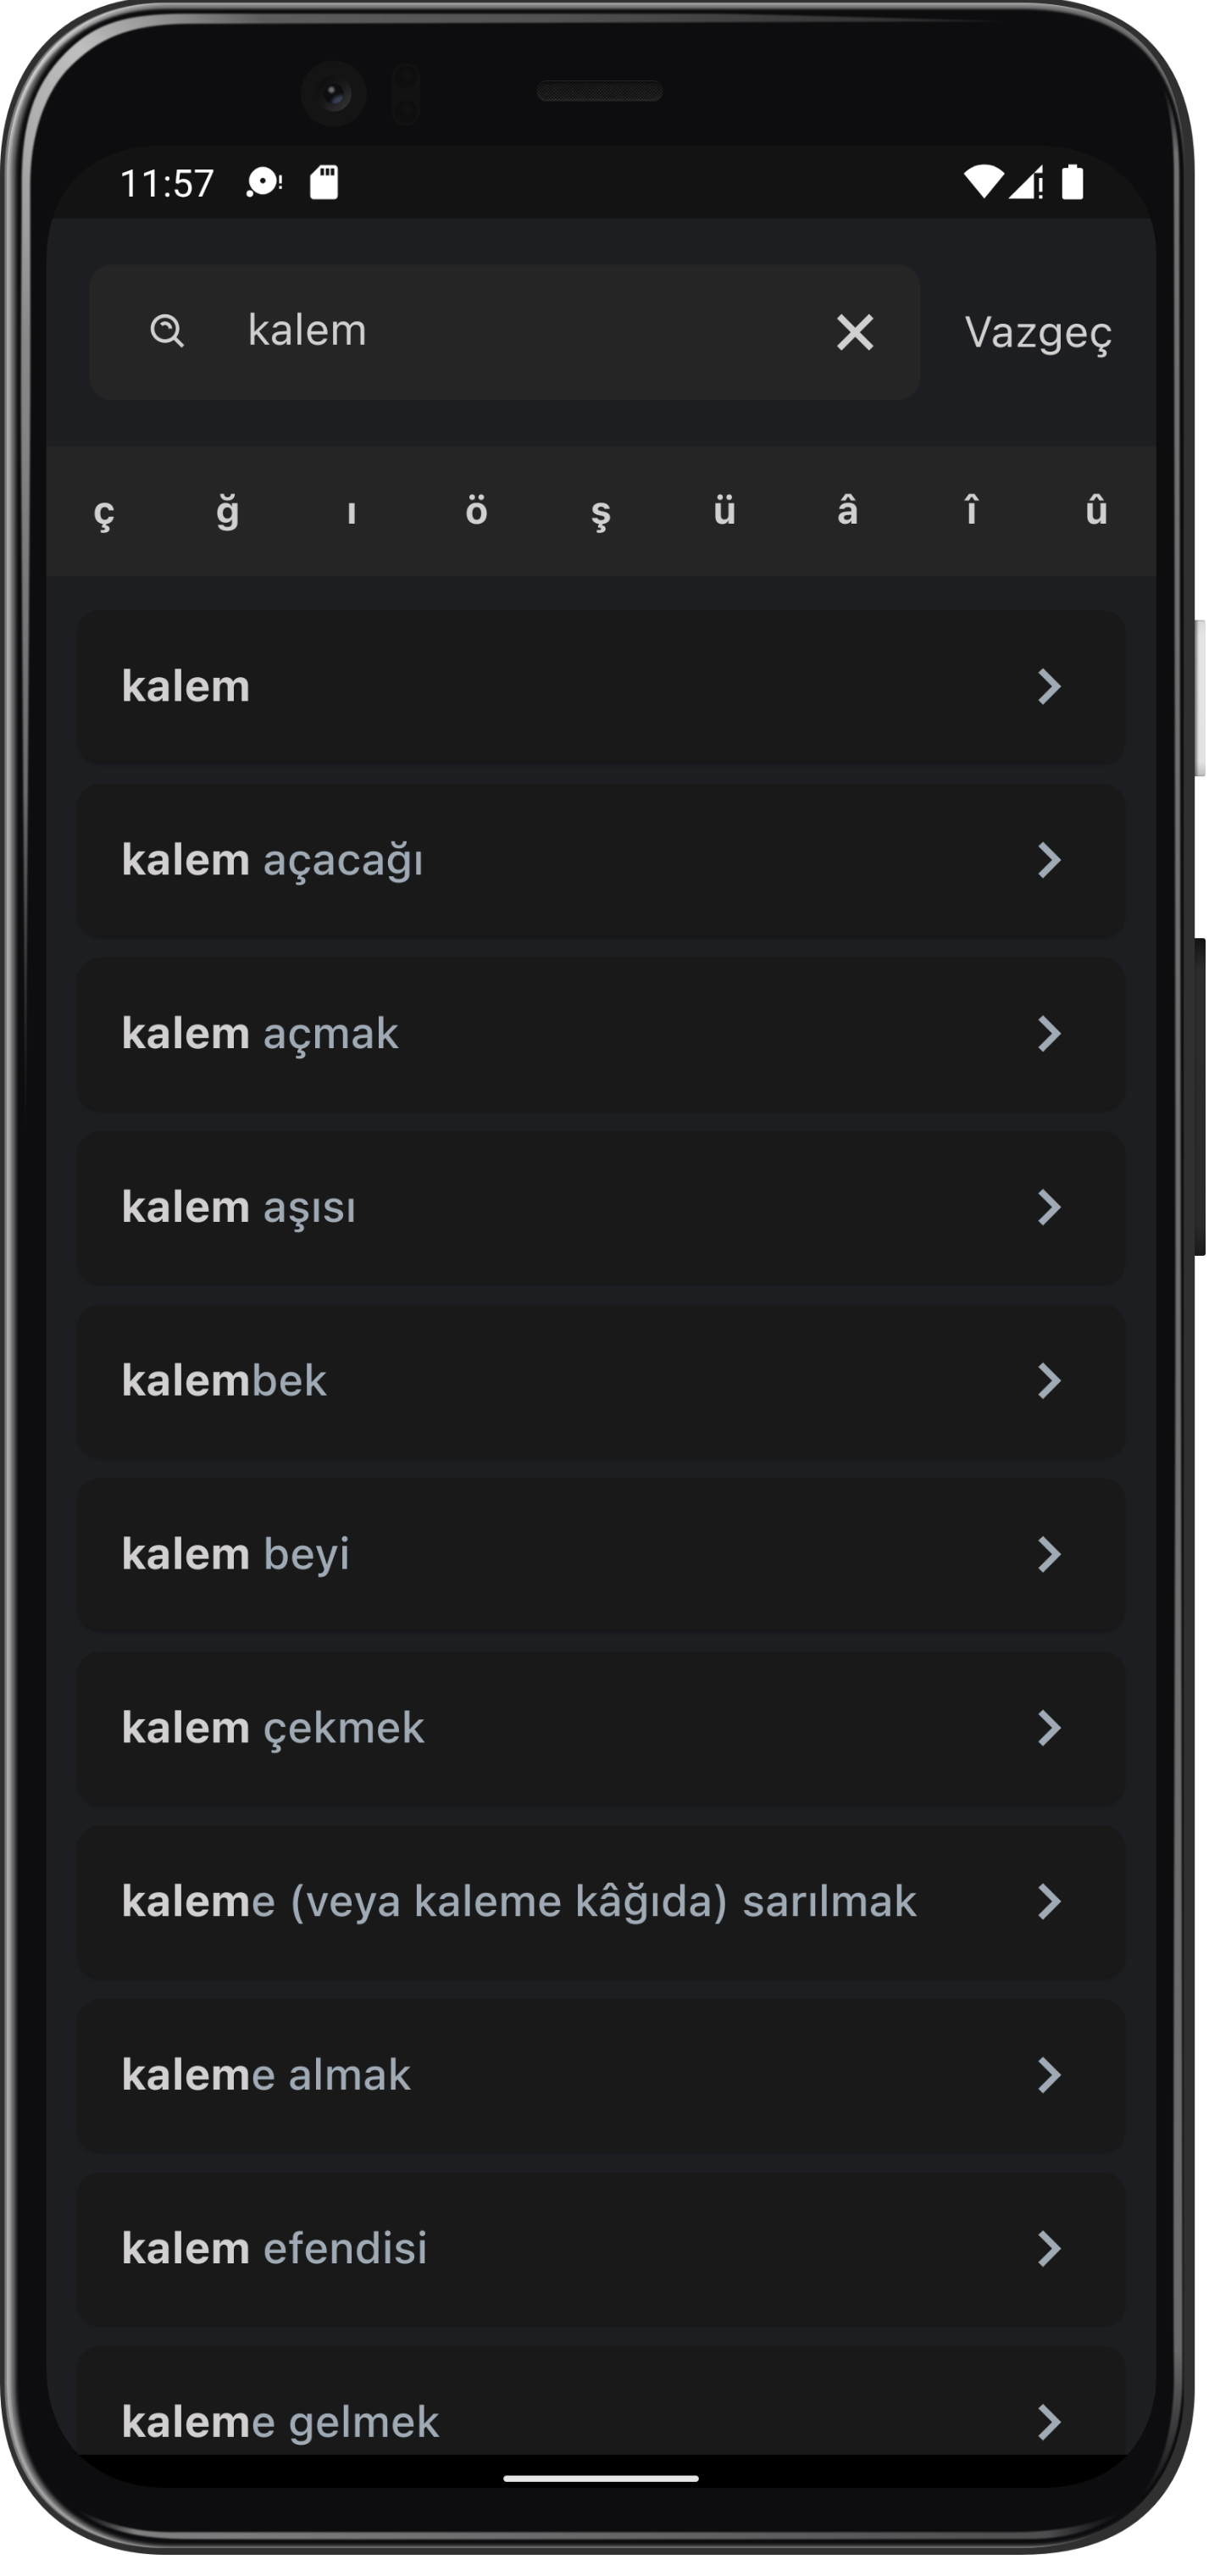 11:57
kalem
Vazgeç
ç ğ ı ö ş ü â î û
kalem
kalem açacağı
kalem açmak
kalem aşısı
kalembek
kalem beyi
kalem çekmek
kaleme (veya kaleme kâğıda) sarılmak
kaleme almak
kalem efendisi
kaleme gelmek